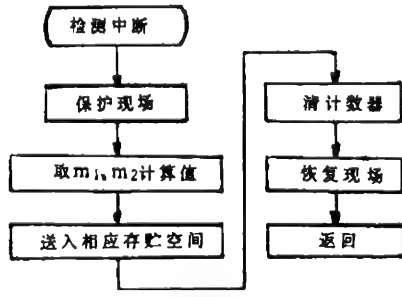 检测中断
保护现场
取m1、m2计算值
送入相应存贮空间
清计数器
恢复现场
返回